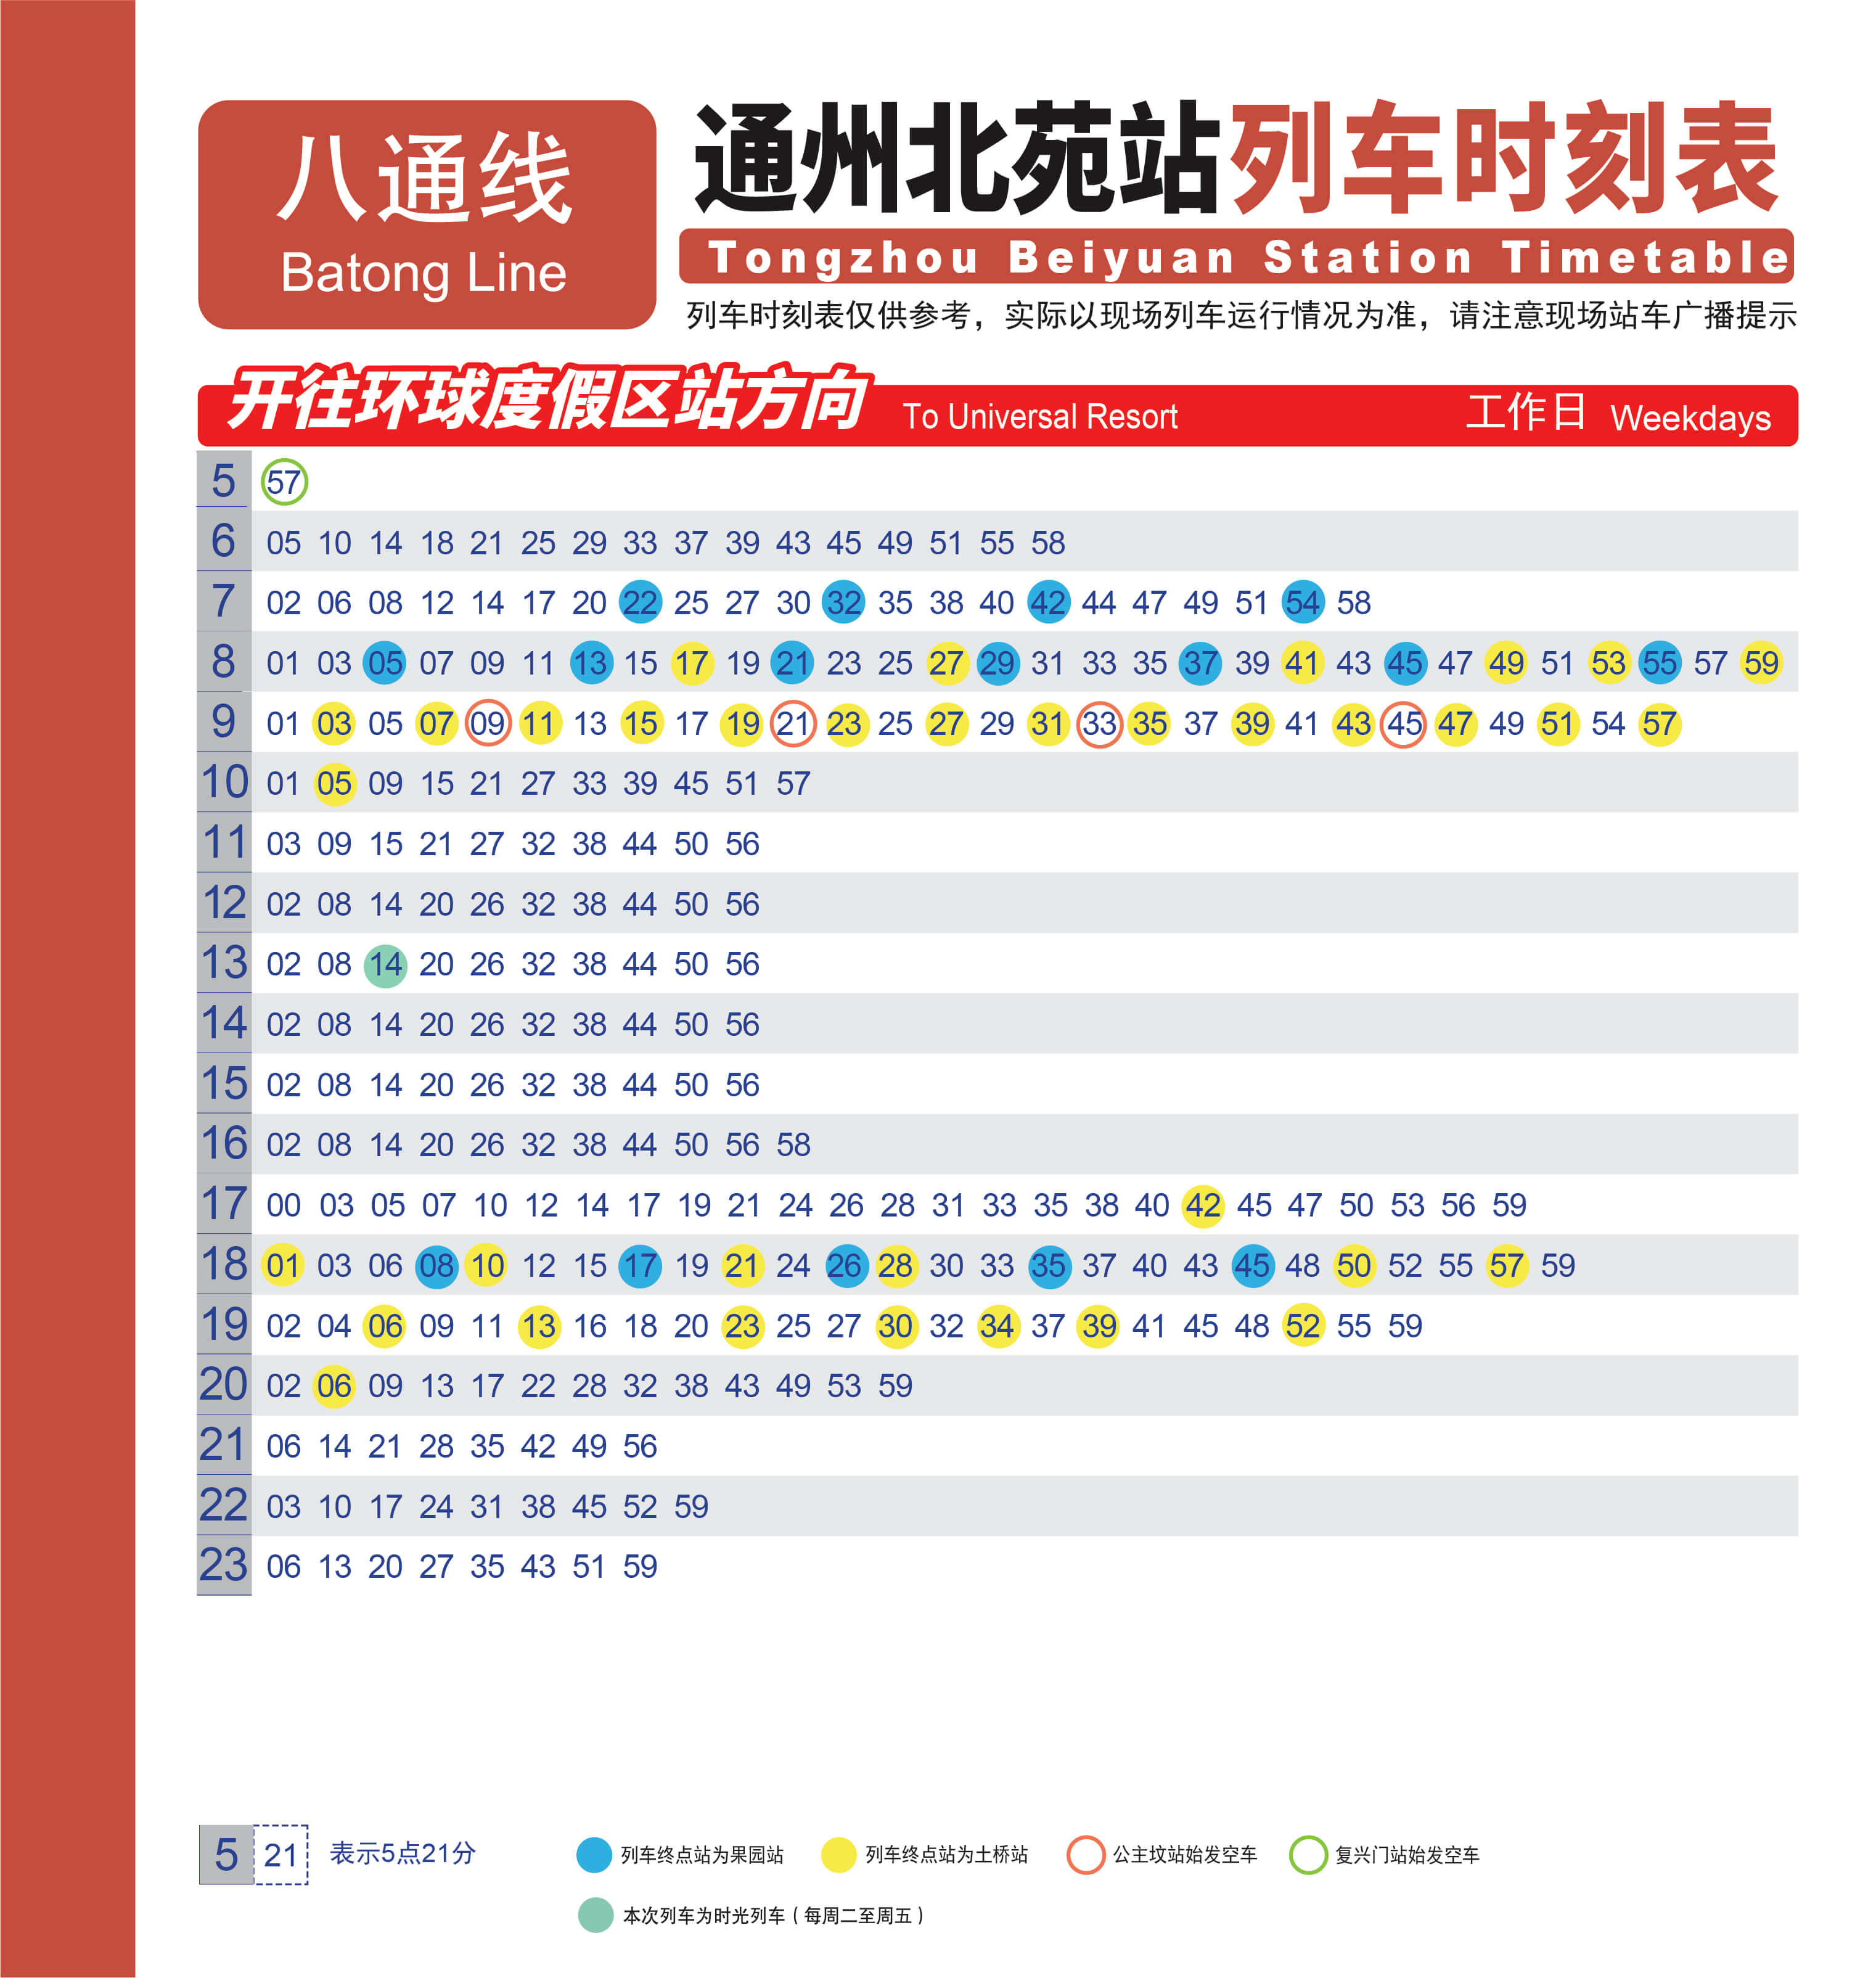 八通线
Batong Line
通州北苑站列车时刻表
Tongzhou Beiyuan Station Timetable
列车时刻表仅供参考，实际以现场列车运行情况为准，请注意现场站车广播提示
开往环球度假区站方向 To Universal Resort 工作日 Weekdays
5 57
6 05 10 14 18 21 25 29 33 37 39 43 45 49 51 55 58
7 02 06 08 12 14 17 20 22 25 27 30 32 35 38 40 42 44 47 49 51 54 58
8 01 03 05 07 09 11 13 15 17 19 21 23 25 27 29 31 33 35 37 39 41 43 45 47 49 51 53 55 57 59
9 01 03 05 07 09 11 13 15 17 19 21 23 25 27 29 31 33 35 37 39 41 43 45 47 49 51 54 57
10 01 05 09 15 21 27 33 39 45 51 57
11 03 09 15 21 27 32 38 44 50 56
12 02 08 14 20 26 32 38 44 50 56
13 02 08 14 20 26 32 38 44 50 56
14 02 08 14 20 26 32 38 44 50 56
15 02 08 14 20 26 32 38 44 50 56
16 02 08 14 20 26 32 38 44 50 56 58
17 00 03 05 07 10 12 14 17 19 21 24 26 28 31 33 35 38 40 42 45 47 50 53 56 59
18 01 03 06 08 10 12 15 17 19 21 24 26 28 30 33 35 37 40 43 45 48 50 52 55 57 59
19 02 04 06 09 11 13 16 18 20 23 25 27 30 32 34 37 39 41 45 48 52 55 59
20 02 06 09 13 17 22 28 32 38 43 49 53 59
21 06 14 21 28 35 42 49 56
22 03 10 17 24 31 38 45 52 59
23 06 13 20 27 35 43 51 59
5 21 表示5点21分 列车终点站为果园站 列车终点站为土桥站 公主坟站始发空车 复兴门站始发空车
本次列车为时光列车（每周二至周五）